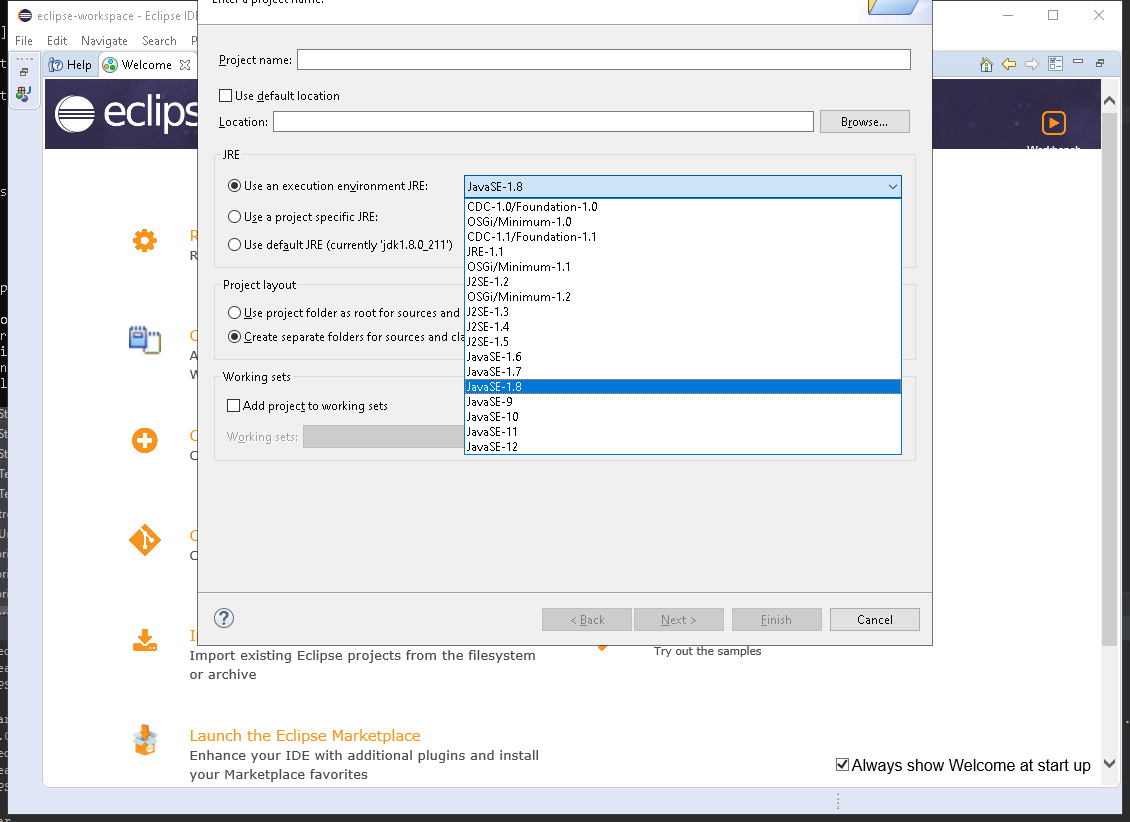 eclipse-workspace - Eclipse IDE
Enter a project name.
File Edit Navigate Search
Help
Welcome
eclips
Workbench
Project name:
Use default location
Location:
Browse...
JRE
Use an execution environment JRE:
JavaSE-1.8
CDC-1.0/Foundation-1.0
OSGi/Minimum-1.0
CDC-1.1/Foundation-1.1
JRE-1.1
OSGi/Minimum-1.1
J2SE-1.2
OSGi/Minimum-1.2
J2SE-1.3
J2SE-1.4
J2SE-1.5
JavaSE-1.6
JavaSE-1.7
JavaSE-1.8
JavaSE-9
JavaSE-10
JavaSE-11
JavaSE-12
Use a project specific JRE:
Use default JRE (currently 'jdk1.8.0_211')
Project layout
Use project folder as root for sources and
Create separate folders for sources and cla
Working sets
Add project to working sets
Working sets:
< Back
Next >
Finish
Cancel
Import existing Eclipse projects from the filesystem
or archive
Try out the samples
Launch the Eclipse Marketplace
Enhance your IDE with additional plugins and install
your Marketplace favorites
Always show Welcome at start up